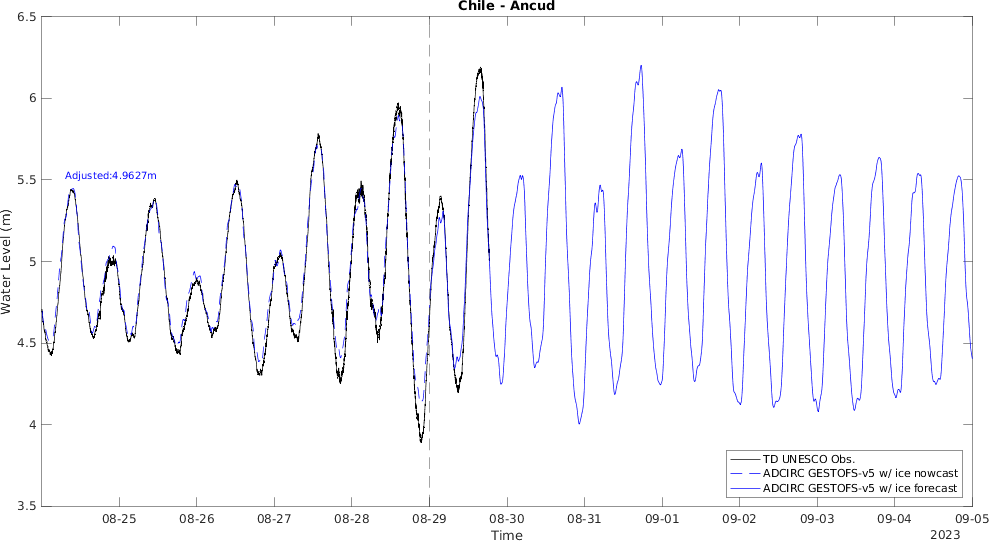 Chile - Ancud
6.5
6
5.5
5
4.5
4
3.5
Water Level (m)
Adjusted:4.9627m
TD UNESCO Obs.
ADCIRC GESTOFS-v5 w/ ice nowcast
ADCIRC GESTOFS-v5 w/ ice forecast
08-25 08-26 08-27 08-28 08-29 08-30 08-31 09-01 09-02 09-03 09-04 09-05
Time
2023